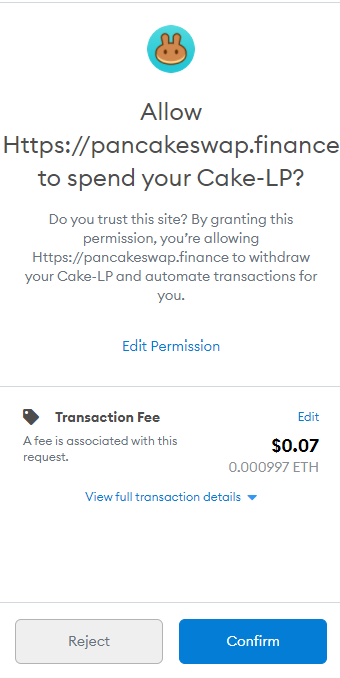 Allow
Https://pancakeswap.finance
to spend your Cake-LP?
Do you trust this site? By granting this
permission, you're allowing
Https://pancakeswap.finance to withdraw
your Cake-LP and automate transactions for
you.
Edit Permission
Transaction Fee
Edit
A fee is associated with this
request.
$0.07
0.000997 ETH
View full transaction details
Reject
Confirm